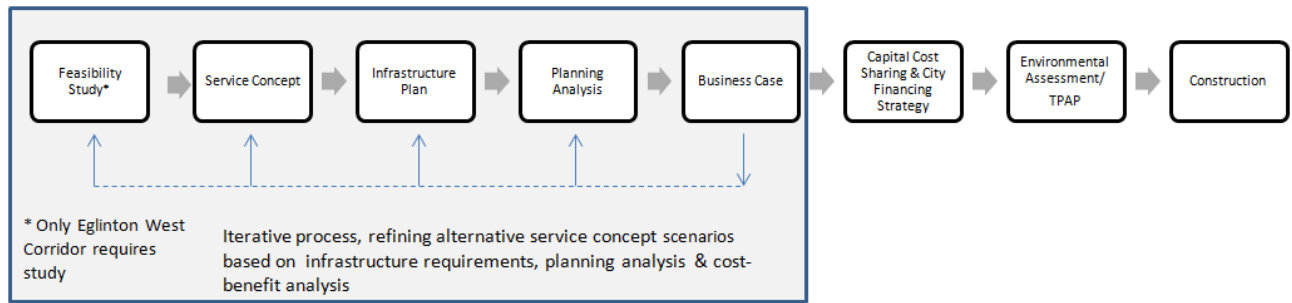 Feasibility
Study*
Service Concept
Infrastructure
Plan
Planning
Analysis
Business Case
Capital Cost
Sharing & City
Financing
Strategy
Environmental
Assessment/
TPAP
Construction
* Only Eglinton West
Corridor requires
study
Iterative process, refining alternative service concept scenarios
based on infrastructure requirements, planning analysis & cost-
benefit analysis